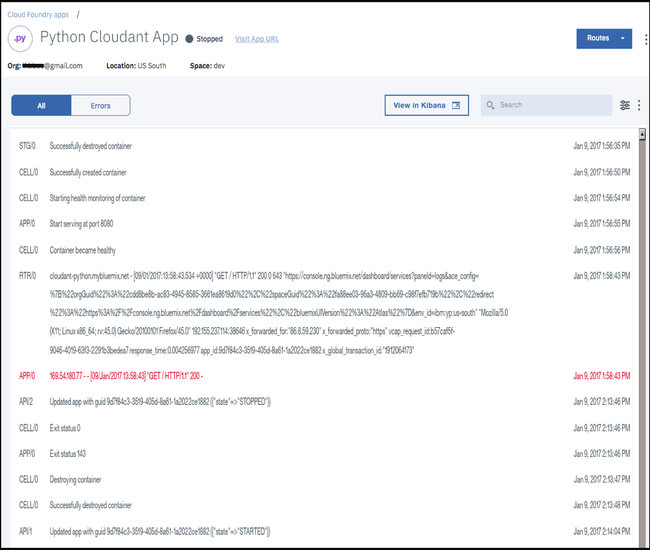 Cloud Foundry apps /
.py Python Cloudant App Stopped Visit App URL Routes
Org: @gmail.com Location: US South Space: dev
All Errors View in Kibana Search
STG/0 Successfully destroyed container Jan 9, 2017 1:56:35 PM
CELL/0 Successfully created container Jan 9, 2017 1:56:50 PM
CELL/0 Starting health monitoring of container Jan 9, 2017 1:56:54 PM
APP/0 Start serving at port 8080 Jan 9, 2017 1:56:55 PM
CELL/0 Container became healthy Jan 9, 2017 1:56:56 PM
RTR/0 cloudant-python.mybluemix.net - [09/01/2017:13:58:43.534 +0000] "GET / HTTP/1.1" 200 0 643 "https://console.ng.bluemix.net/dashboard/services?paneId=logs&ace_config= Jan 9, 2017 1:58:43 PM
%7B%22orgGuid%22%3A%22cdd8be8b-ac83-4945-8585-3661ea8619d0%22%2C%22spaceGuid%22%3A%22fa88ee03-96a3-4809-bb69-c98f7efb719b%22%2C%22redirect
%22%3A%22https%3A%2F%2Fconsole.ng.bluemix.net%2Fdashboard%2Fservices%22%2C%22bluemixUIVersion%22%3A%22Atlas%22%7D&env_id=ibm:yp:us-south" "Mozilla/5.0
(X11; Linux x86_64; rv:45.0) Gecko/20100101 Firefox/45.0" 192.155.237.114:38646 x_forwarded_for:"86.8.59.230" x_forwarded_proto:"https" vcap_request_id:b57caf5f-
9046-4019-63f3-2291b3bedea7 response_time:0.004256977 app_id:9d7f84c3-3519-405d-8a61-1a2022ce1882 x_global_transaction_id:"1912064173"
APP/0 169.54.180.77 - - [09/Jan/2017 13:58:43] "GET / HTTP/1.1" 200 - Jan 9, 2017 1:58:43 PM
API/2 Updated app with guid 9d7f84c3-3519-405d-8a61-1a2022ce1882 ({"state"=>"STOPPED"}) Jan 9, 2017 2:13:46 PM
CELL/0 Exit status 0 Jan 9, 2017 2:13:46 PM
APP/0 Exit status 143 Jan 9, 2017 2:13:46 PM
CELL/0 Destroying container Jan 9, 2017 2:13:47 PM
CELL/0 Successfully destroyed container Jan 9, 2017 2:13:48 PM
API/1 Updated app with guid 9d7f84c3-3519-405d-8a61-1a2022ce1882 ({"state"=>"STARTED"}) Jan 9, 2017 2:14:04 PM